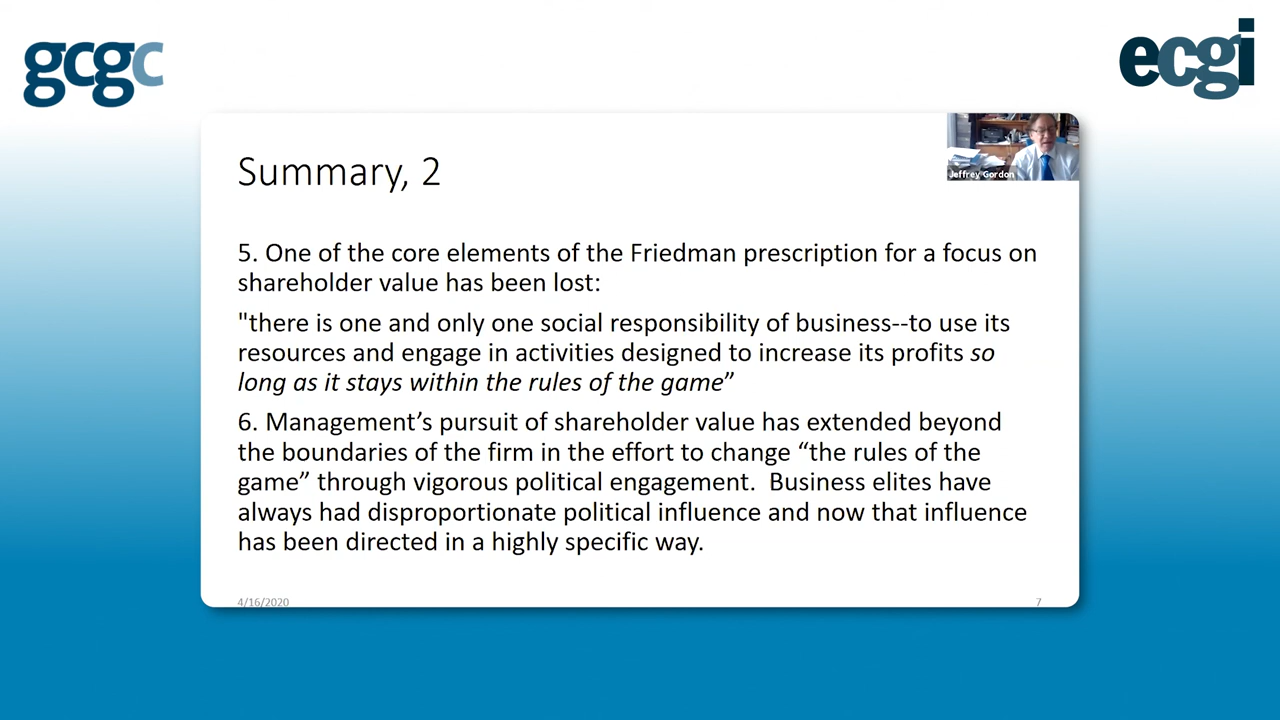 gcgc
ecgi
Jeffrey Gordon
Summary, 2
5. One of the core elements of the Friedman prescription for a focus on
shareholder value has been lost:
"there is one and only one social responsibility of business--to use its
resources and engage in activities designed to increase its profits so
long as it stays within the rules of the game”
6. Management’s pursuit of shareholder value has extended beyond
the boundaries of the firm in the effort to change “the rules of the
game” through vigorous political engagement.  Business elites have
always had disproportionate political influence and now that influence
has been directed in a highly specific way.
4/16/2020
7